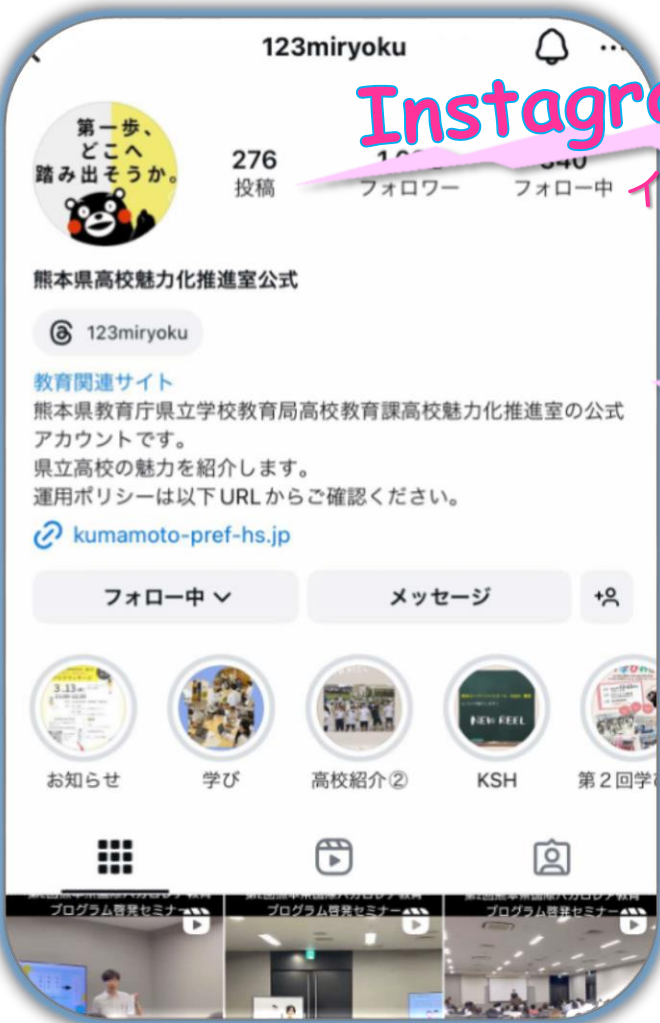 123miryoku
Instagr
第一歩、
どこへ
踏み出そうか。
276
投稿
フォロワー
フォロー中
熊本県高校魅力化推進室公式
123miryoku
教育関連サイト
熊本県教育庁県立学校教育局高校教育課高校魅力化推進室の公式
アカウントです。
県立高校の魅力を紹介します。
運用ポリシーは以下URLからご確認ください。
kumamoto-pref-hs.jp
フォロー中
メッセージ
3.13
NEW REEL
お知らせ
学び
高校紹介②
KSH
第2回学び
プログラム啓発セミナー
プログラム啓発セミナー
プログラム啓発セミナー